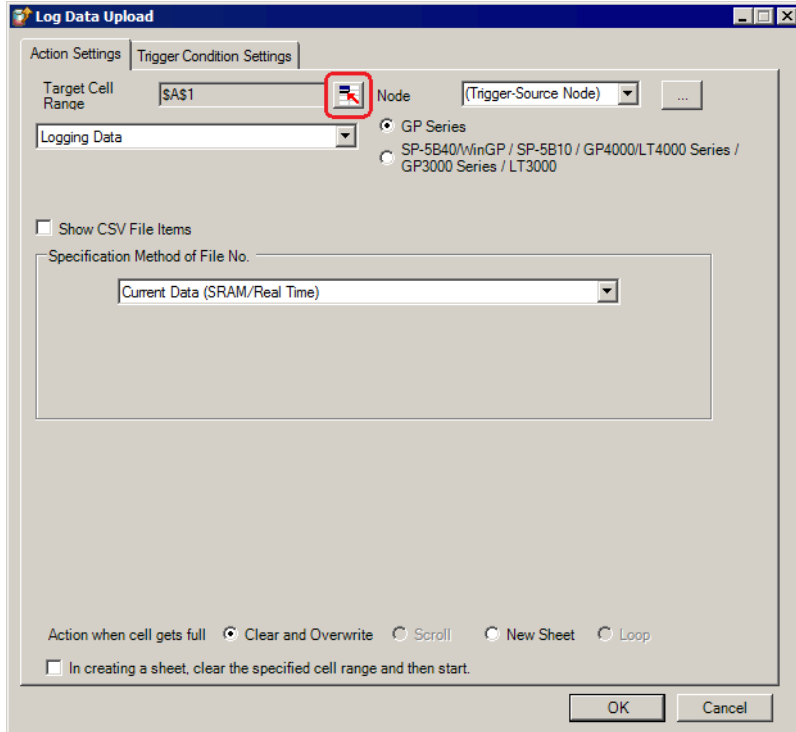 Log Data Upload
Action Settings
Trigger Condition Settings
Target Cell
Range
$A$1
Node
(Trigger-Source Node)
...
Logging Data
GP Series
SP-5B40/WinGP / SP-5B10 / GP4000/LT4000 Series /
GP3000 Series / LT3000
Show CSV File Items
Specification Method of File No.
Current Data (SRAM/Real Time)
Action when cell gets full
Clear and Overwrite
Scroll
New Sheet
Loop
In creating a sheet, clear the specified cell range and then start.
OK
Cancel